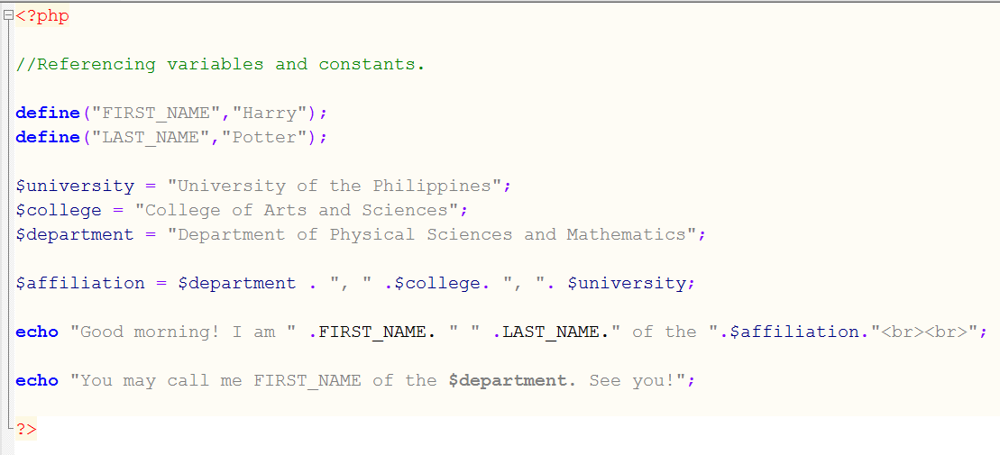 <?php
//Referencing variables and constants.
define("FIRST_NAME","Harry");
define("LAST_NAME","Potter");
$university = "University of the Philippines";
$college = "College of Arts and Sciences";
$department = "Department of Physical Sciences and Mathematics";
$affiliation = $department . ", " .$college. ", ". $university;
echo "Good morning! I am " .FIRST_NAME. " " .LAST_NAME." of the ".$affiliation."<br><br>";
echo "You may call me FIRST_NAME of the $department. See you!";
?>